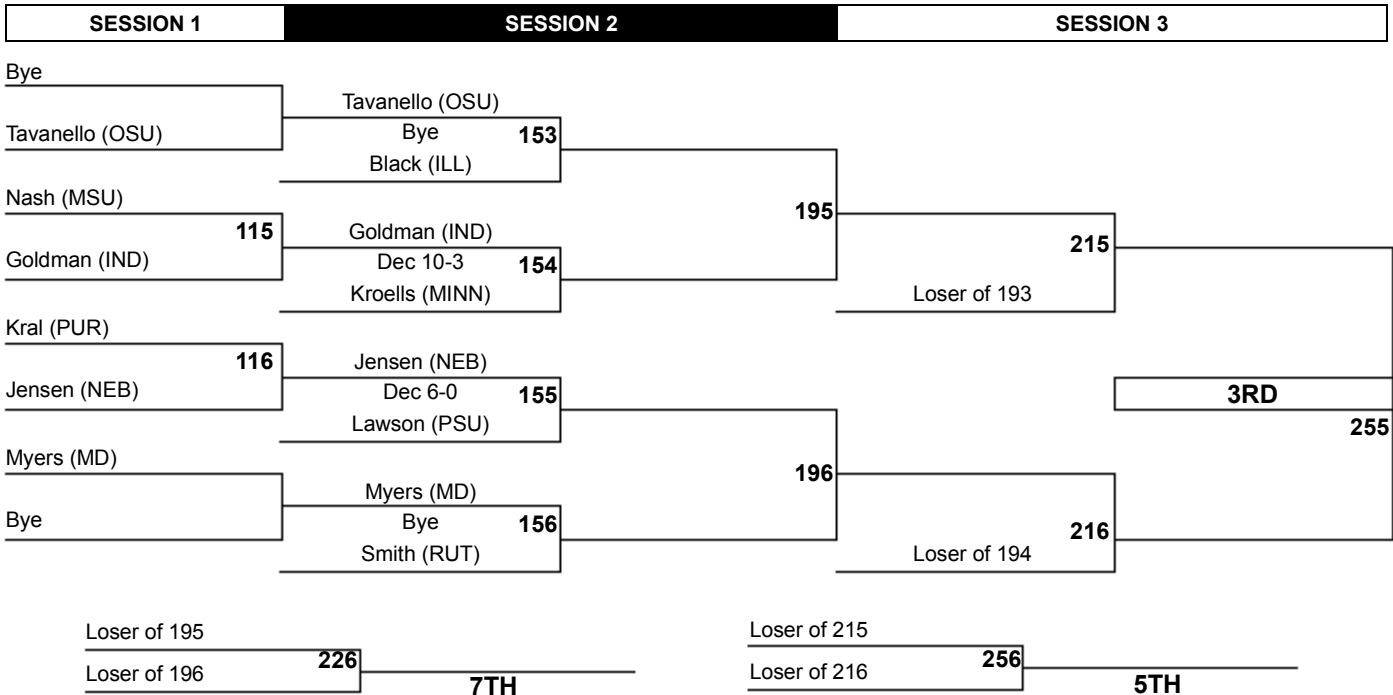 SESSION 1
SESSION 2
SESSION 3
Bye
Tavanello (OSU)
Nash (MSU)
115
Goldman (IND)
Kral (PUR)
116
Jensen (NEB)
Myers (MD)
Bye
Tavanello (OSU)
Bye
153
Black (ILL)
Goldman (IND)
Dec 10-3
154
Kroells (MINN)
Jensen (NEB)
Dec 6-0
155
Lawson (PSU)
Myers (MD)
Bye
156
Smith (RUT)
195
196
215
Loser of 193
216
Loser of 194
3RD
255
Loser of 195
226
Loser of 196
7TH
Loser of 215
256
Loser of 216
5TH